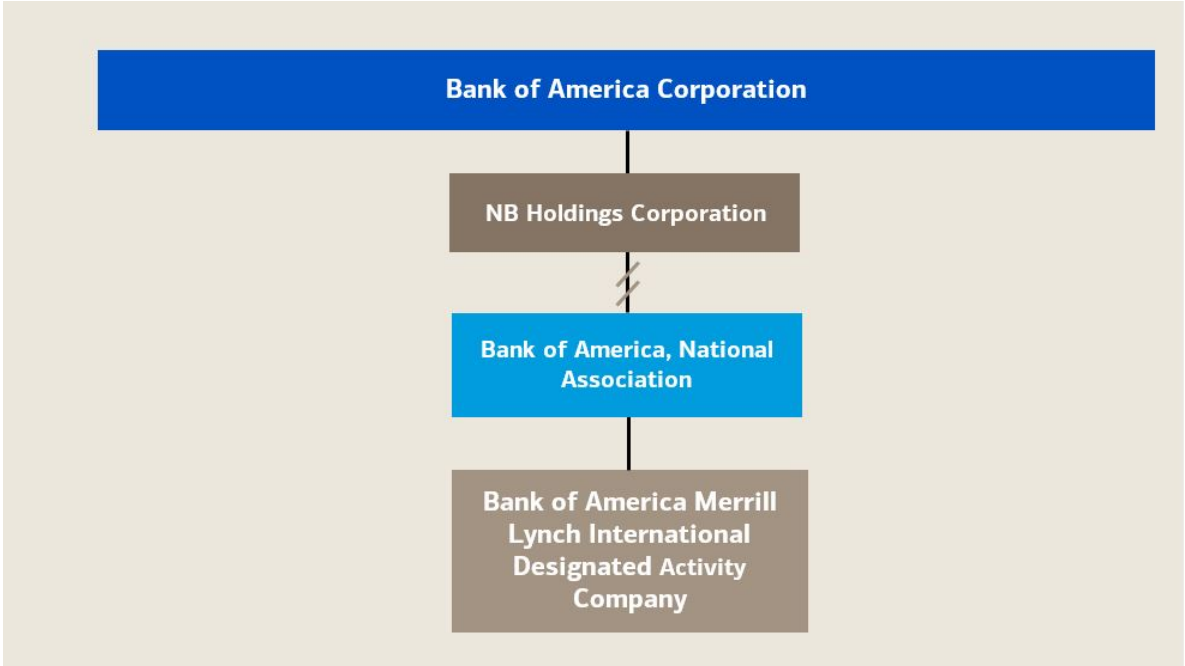 Bank of America Corporation
NB Holdings Corporation
Bank of America, National
Association
Bank of America Merrill
Lynch International
Designated Activity
Company